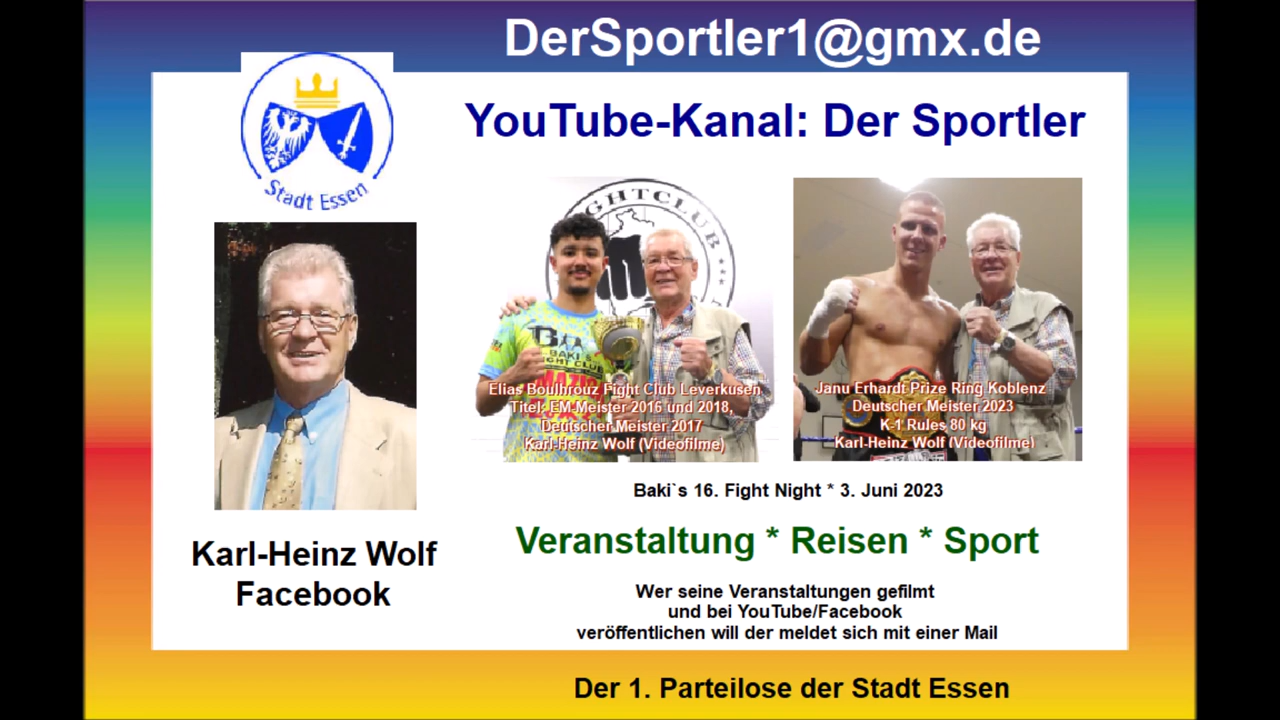 DerSportler1@gmx.de
Stadt Essen
YouTube-Kanal: Der Sportler
FIGHTCLUB
BAKI'S
FIGHT CLUB
Elias Boulhrouz Fight Club Leverkusen
Titel: EM-Meister 2016 und 2018,
Deutscher Meister 2017
Karl-Heinz Wolf (Videofilme)
Janu Erhardt Prize Ring Koblenz
Deutscher Meister 2023
K-1 Rules 80 kg
Karl-Heinz Wolf (Videofilme)
Baki`s 16. Fight Night * 3. Juni 2023
Karl-Heinz Wolf
Facebook
Veranstaltung * Reisen * Sport
Wer seine Veranstaltungen gefilmt
und bei YouTube/Facebook
veröffentlichen will der meldet sich mit einer Mail
Der 1. Parteilose der Stadt Essen